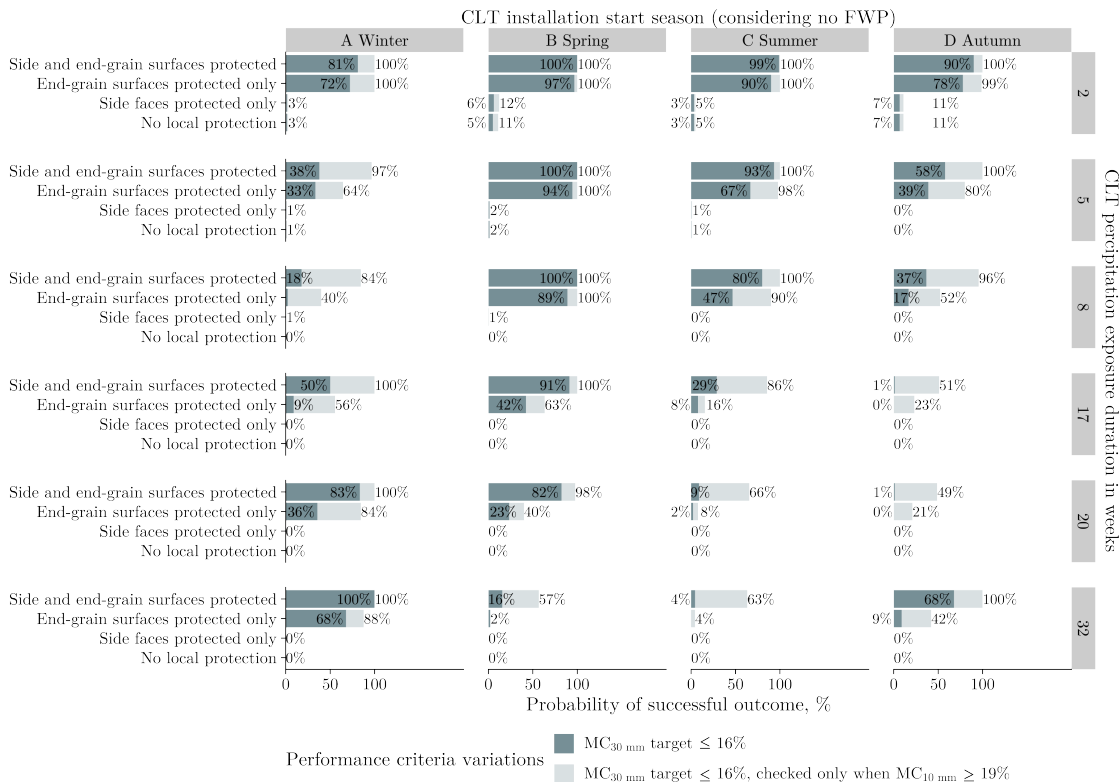 CLT installation start season (considering no FWP)
A Winter B Spring C Summer D Autumn
Side and end-grain surfaces protected 81% 100% 100% 100% 99% 100% 90% 100%
End-grain surfaces protected only 72% 100% 97% 100% 90% 100% 78% 99%
Side faces protected only 3% 6% 12% 3% 5% 7% 11%
No local protection 3% 5% 11% 3% 5% 7% 11%
2
Side and end-grain surfaces protected 38% 97% 100% 100% 93% 100% 58% 100%
End-grain surfaces protected only 33% 64% 94% 100% 67% 98% 39% 80%
Side faces protected only 1% 2% 1% 0%
No local protection 1% 2% 1% 0%
5
Side and end-grain surfaces protected 18% 84% 100% 100% 80% 100% 37% 96%
End-grain surfaces protected only 40% 89% 100% 47% 90% 17% 52%
Side faces protected only 1% 1% 0% 0%
No local protection 0% 0% 0% 0%
8
Side and end-grain surfaces protected 50% 100% 91% 100% 29% 86% 1% 51%
End-grain surfaces protected only 9% 56% 42% 63% 8% 16% 0% 23%
Side faces protected only 0% 0% 0% 0%
No local protection 0% 0% 0% 0%
17
Side and end-grain surfaces protected 83% 100% 82% 98% 9% 66% 1% 49%
End-grain surfaces protected only 36% 84% 23% 40% 2% 8% 0% 21%
Side faces protected only 0% 0% 0% 0%
No local protection 0% 0% 0% 0%
20
Side and end-grain surfaces protected 100% 100% 16% 57% 4% 63% 68% 100%
End-grain surfaces protected only 68% 88% 2% 4% 9% 42%
Side faces protected only 0% 0% 0% 0%
No local protection 0% 0% 0% 0%
32
CLT percipitation exposure duration in weeks
0 50 100 0 50 100 0 50 100 0 50 100
Probability of successful outcome, %
Performance criteria variations
MC30 mm target ≤ 16%
MC30 mm target ≤ 16%, checked only when MC10 mm ≥ 19%